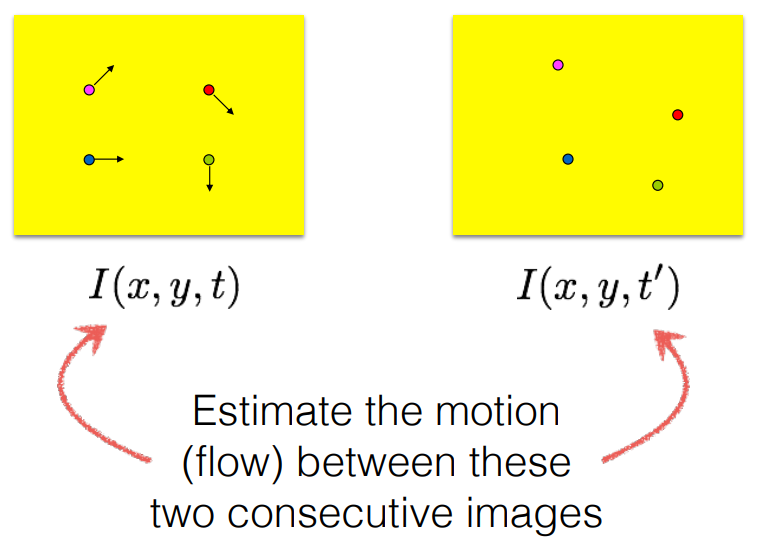 I(x, y, t)
I(x, y, t′)
Estimate the motion
(flow) between these
two consecutive images